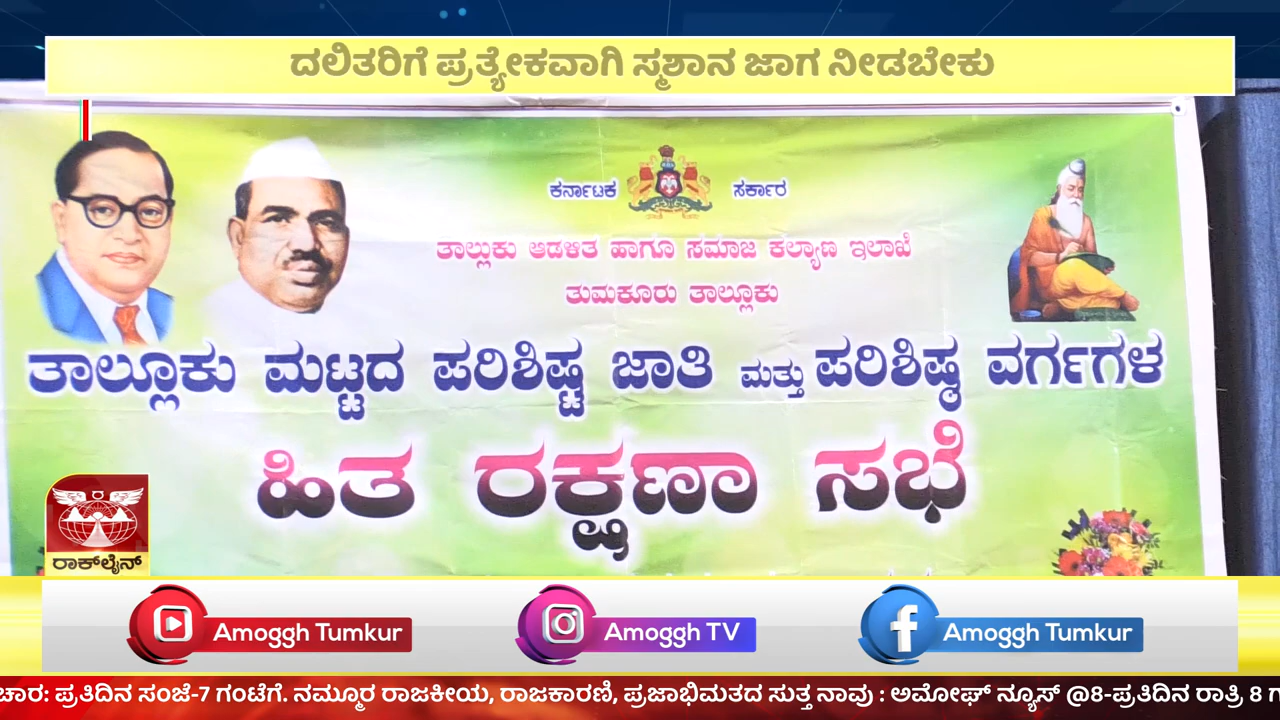 ದಲಿತರಿಗೆ ಪ್ರತ್ಯೇಕವಾಗಿ ಸ್ಮಶಾನ ಜಾಗ ನೀಡಬೇಕು
ಕರ್ನಾಟಕ ಸರ್ಕಾರ
ತಾಲ್ಲುಕು ಆಡಳಿತ ಹಾಗೂ ಸಮಾಜ ಕಲ್ಯಾಣ ಇಲಾಖೆ
ತುಮಕೂರು ತಾಲ್ಲೂಕು
ತಾಲ್ಲೂಕು ಮಟ್ಟದ ಪರಿಶಿಷ್ಟ ಜಾತಿ ಮತ್ತು ಪರಿಶಿಷ್ಠ ವರ್ಗಗಳ
ಹಿತ ರಕ್ಷಣಾ ಸಭೆ
ರಾಕ್‌ಲೈನ್
Amoggh Tumkur
Amoggh TV
Amoggh Tumkur
ಚಾರ: ಪ್ರತಿದಿನ ಸಂಜೆ-7 ಗಂಟೆಗೆ. ನಮ್ಮೂರ ರಾಜಕೀಯ, ರಾಜಕಾರಣಿ, ಪ್ರಜಾಭಿಮತದ ಸುತ್ತ ನಾವು : ಅಮೋಘ್ ನ್ಯೂಸ್ @8-ಪ್ರತಿದಿನ ರಾತ್ರಿ 8 ಗ